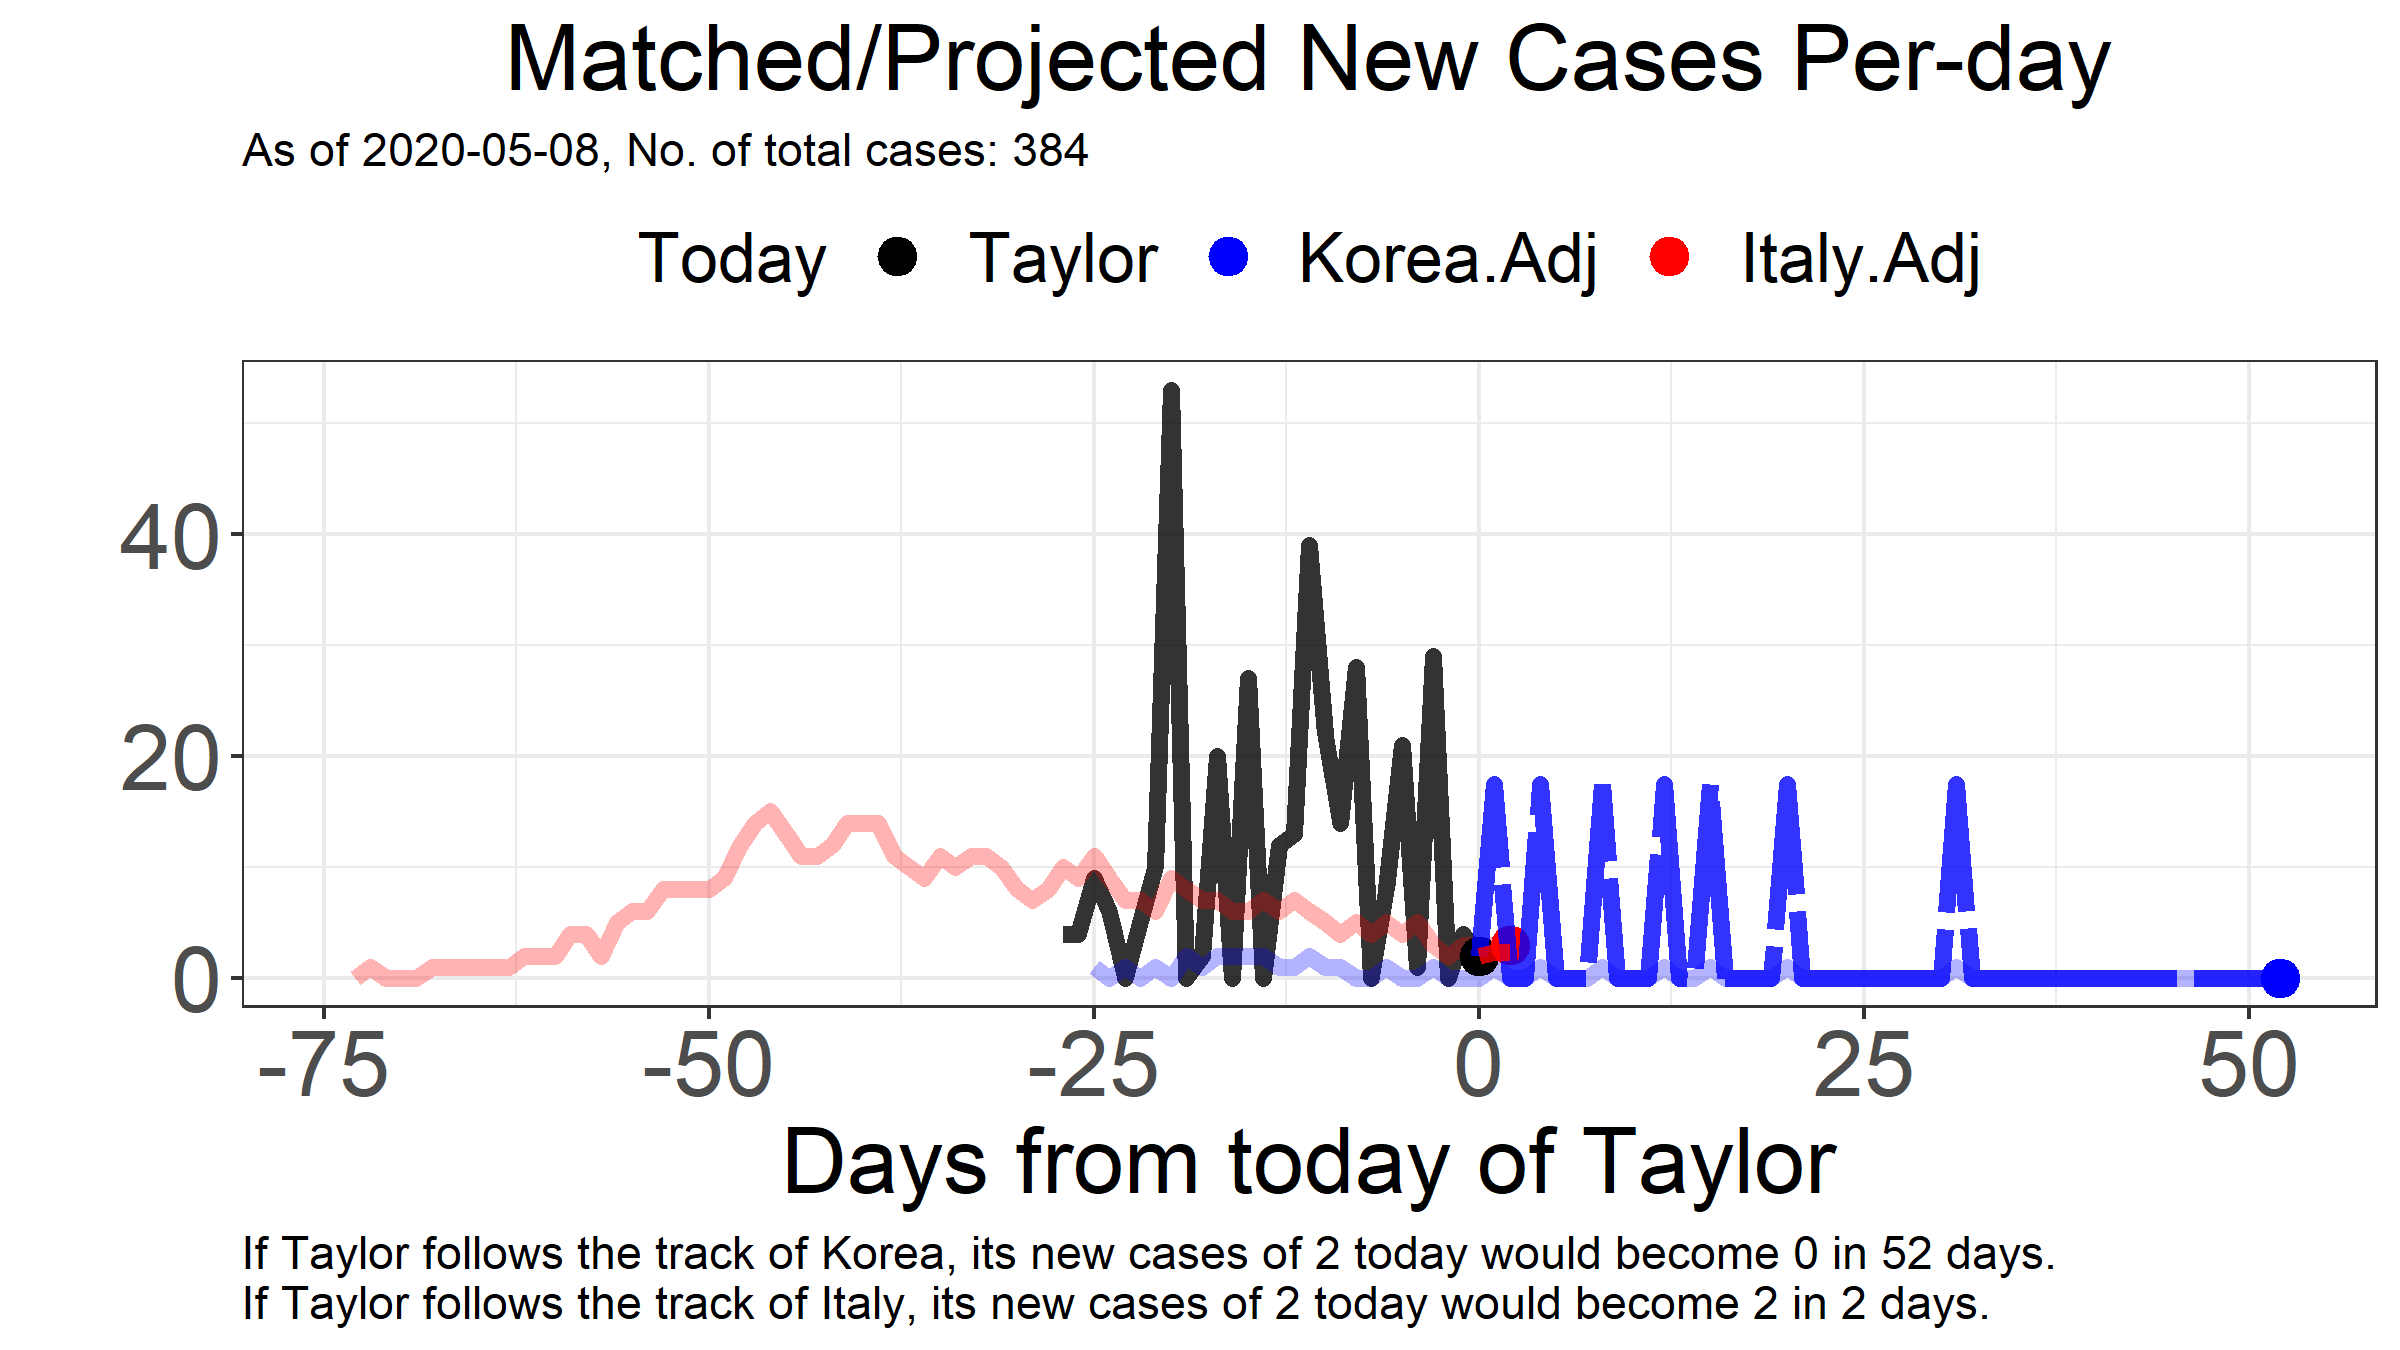 Matched/Projected New Cases Per-day
As of 2020-05-08, No. of total cases: 384
Today Taylor Korea.Adj Italy.Adj
40
20
0
-75 -50 -25 0 25 50
Days from today of Taylor
If Taylor follows the track of Korea, its new cases of 2 today would become 0 in 52 days.
If Taylor follows the track of Italy, its new cases of 2 today would become 2 in 2 days.